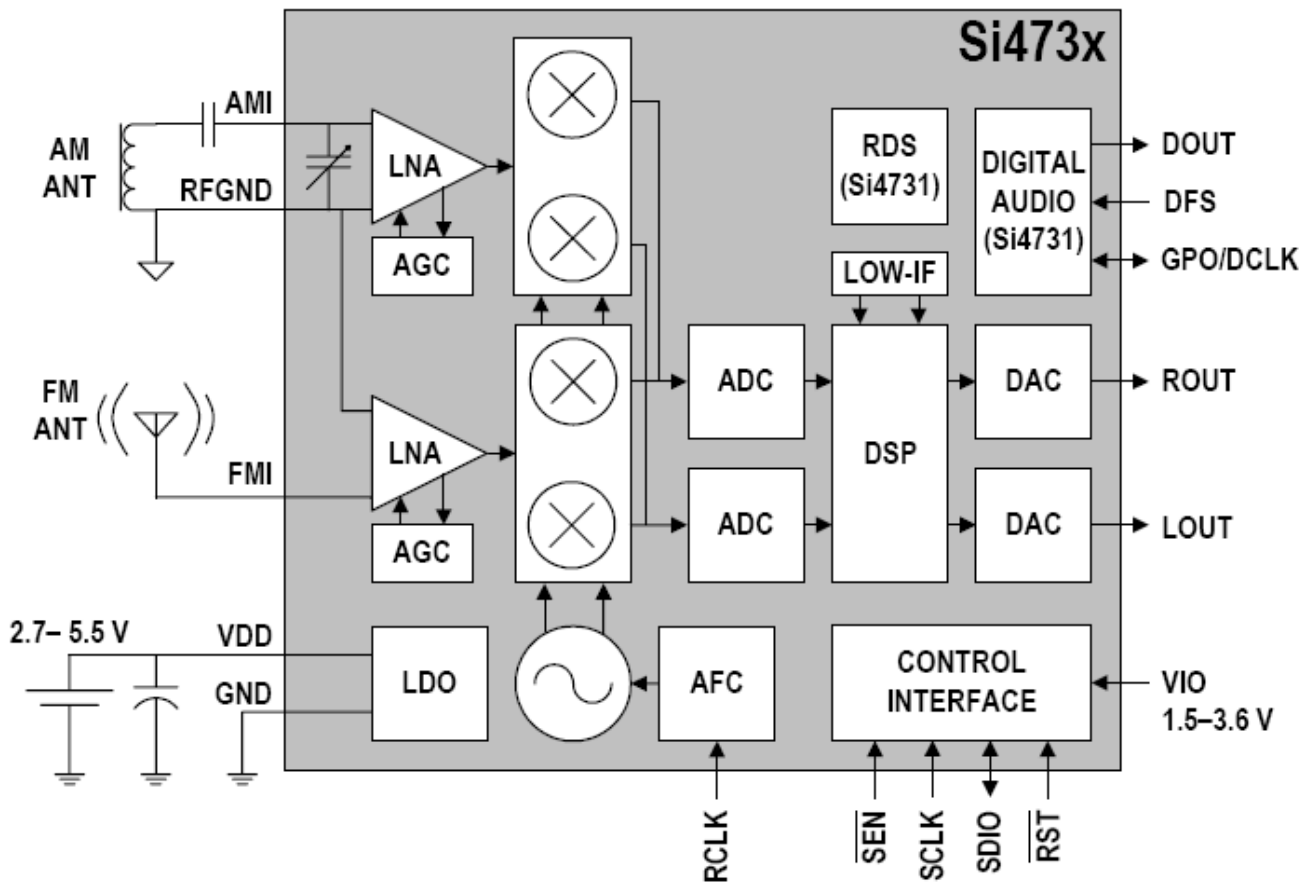 Si473x
AMI
AM
ANT
RFGND
LNA
AGC
RDS
(Si4731)
DIGITAL
AUDIO
(Si4731)
DOUT
DFS
GPO/DCLK
LOW-IF
FM
ANT
FMI
LNA
AGC
ADC
ADC
DSP
DAC
DAC
ROUT
LOUT
2.7– 5.5 V
VDD
GND
LDO
AFC
CONTROL
INTERFACE
VIO
1.5–3.6 V
RCLK
SEN
SCLK
SDIO
RST